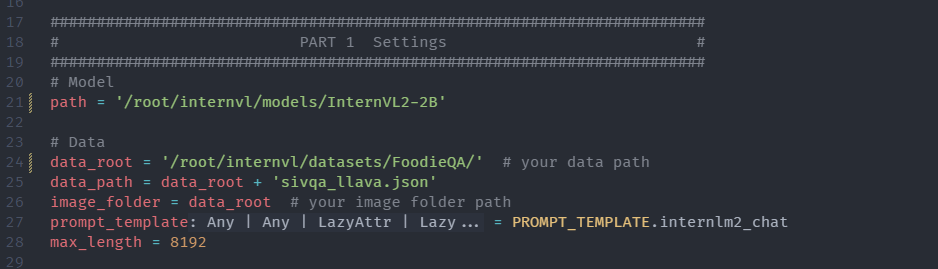 16
17 ########################################################################
18 # PART 1 Settings #
19 ########################################################################
20 # Model
21 path = '/root/internvl/models/InternVL2-2B'
22
23 # Data
24 data_root = '/root/internvl/datasets/FoodieQA/' # your data path
25 data_path = data_root + 'sivqa_llava.json'
26 image_folder = data_root # your image folder path
27 prompt_template: Any | Any | LazyAttr | Lazy... = PROMPT_TEMPLATE.internlm2_chat
28 max_length = 8192
29